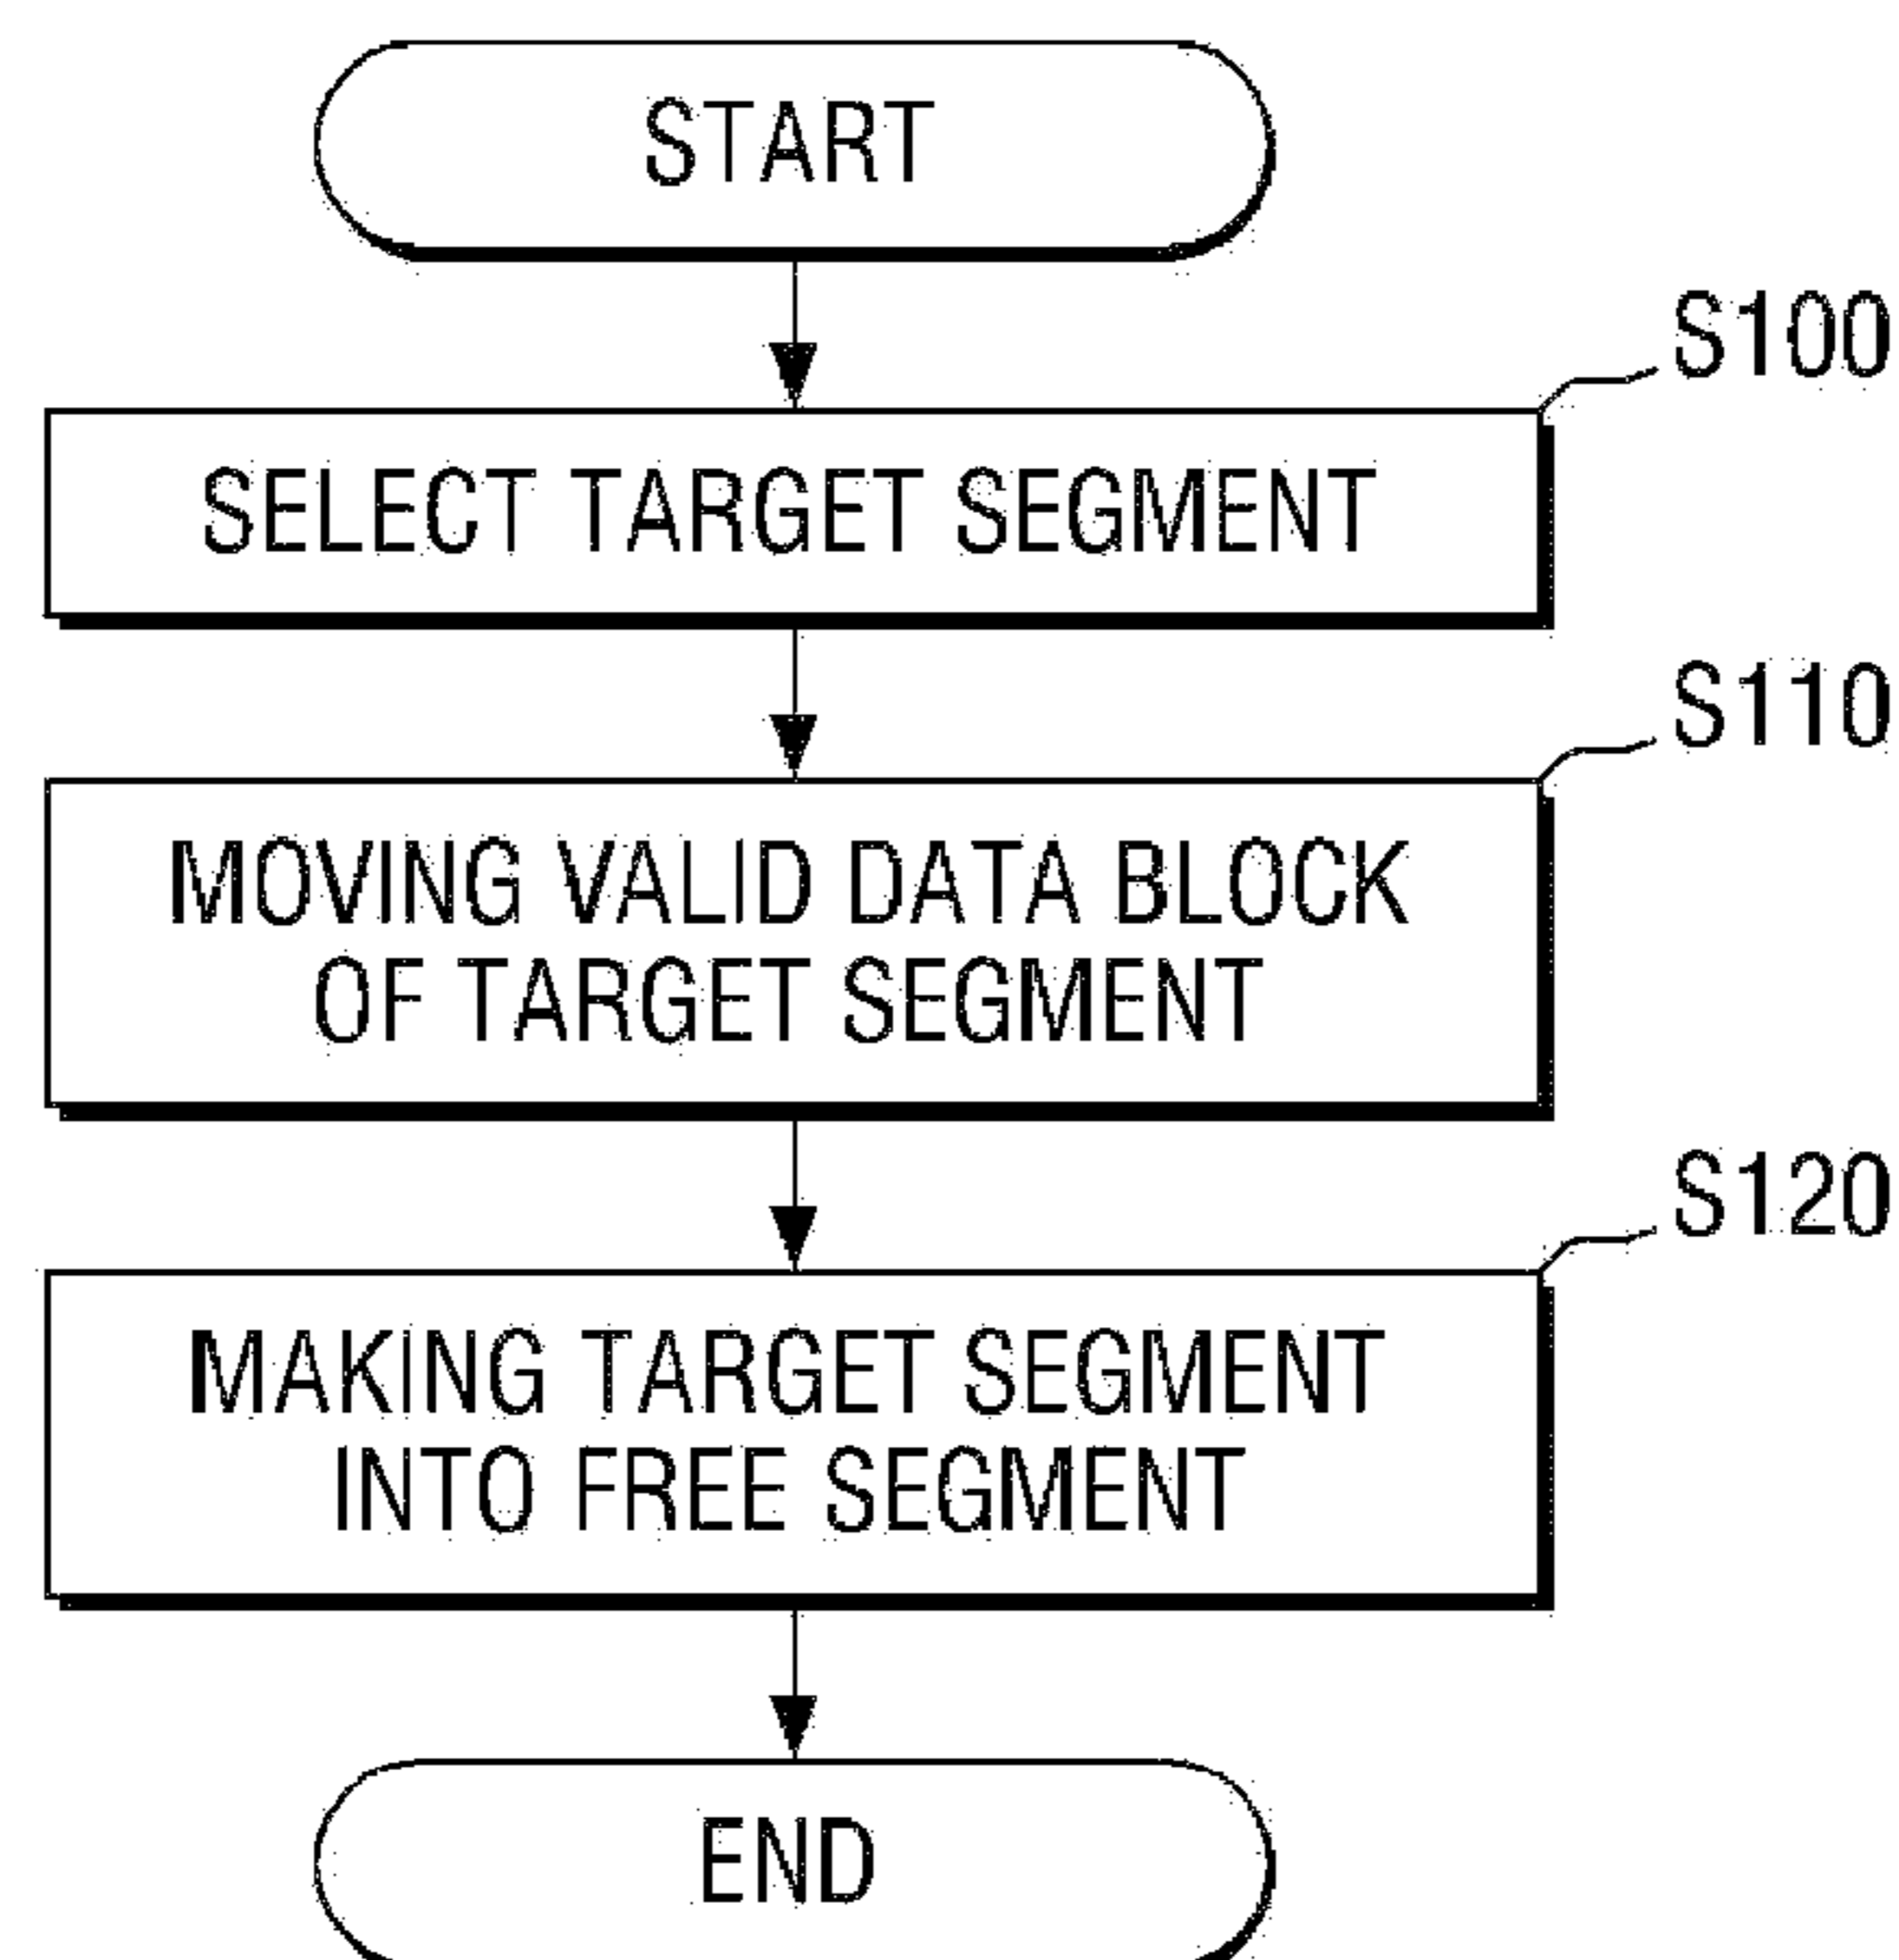 START
S100
SELECT TARGET SEGMENT
S110
MOVING VALID DATA BLOCK
OF TARGET SEGMENT
S120
MAKING TARGET SEGMENT
INTO FREE SEGMENT
END